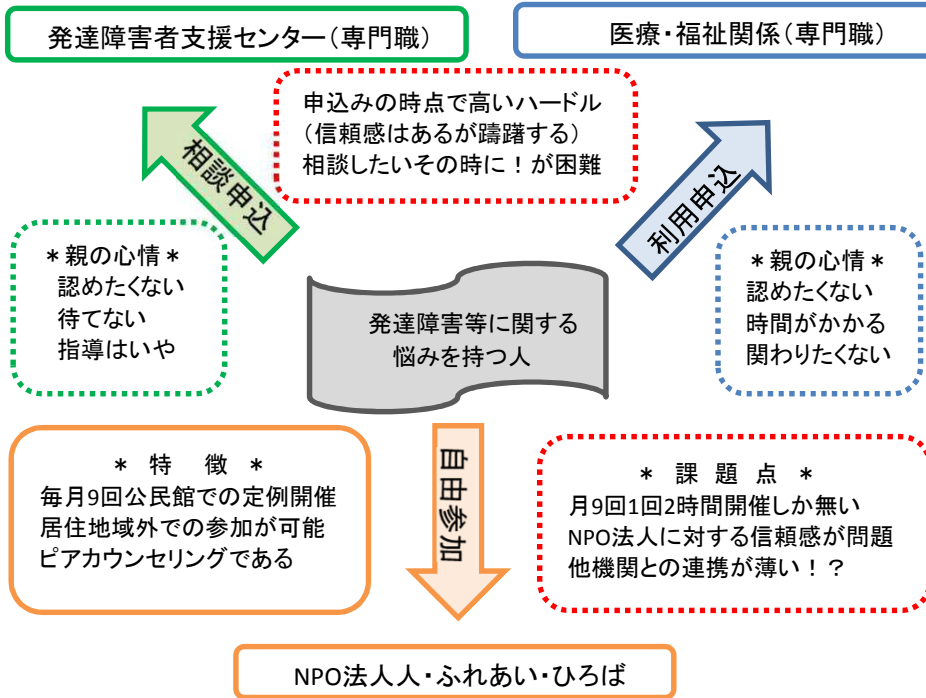 発達障害者支援センター(専門職)
医療・福祉関係(専門職)
申込みの時点で高いハードル
(信頼感はあるが躊躇する)
相談したいその時に！が困難
相談申込
利用申込
＊親の心情＊
認めたくない
待てない
指導はいや
＊親の心情＊
認めたくない
時間がかかる
関わりたくない
発達障害等に関する
悩みを持つ人
＊ 特 徴 ＊
毎月9回公民館での定例開催
居住地域外での参加が可能
ピアカウンセリングである
自由参加
＊ 課 題 点 ＊
月9回1回2時間開催しか無い
NPO法人に対する信頼感が問題
他機関との連携が薄い！？
NPO法人人・ふれあい・ひろば